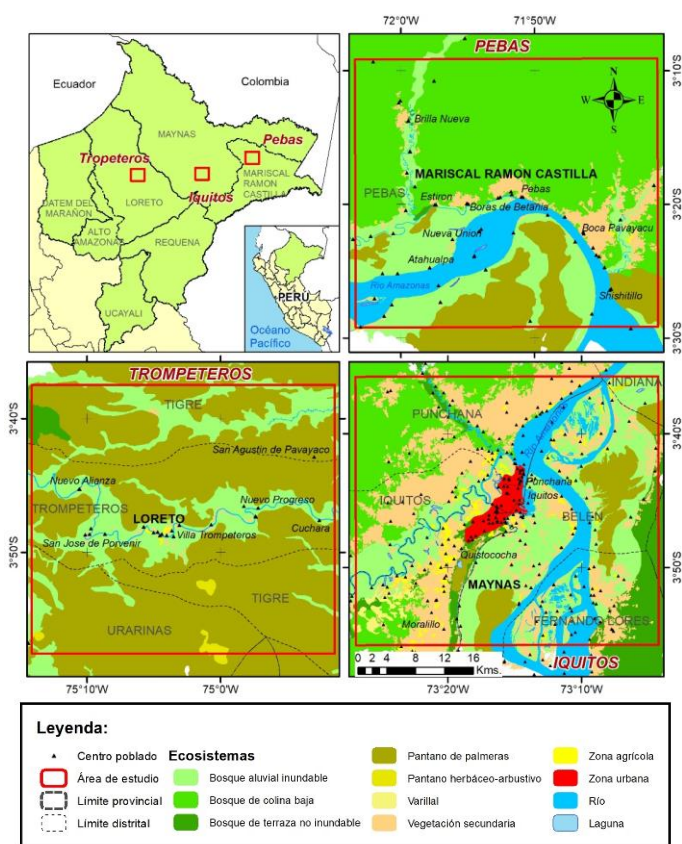 Ecuador
Colombia
MAYNAS
Pebas
Tropeteros
Iquitos
MARISCAL
RAMON
CASTILLA
DATEM DEL
MARAÑON
LORETO
ALTO
AMAZONAS
REQUENA
UCAYALI
PERÚ
Océano
Pacífico
72°0'W
71°50'W
PEBAS
3°10'S
3°20'S
3°30'S
N
W
E
S
Brilla Nueva
MARISCAL RAMON CASTILLA
PEBAS
Estiron
Pebas
Boras de Betania
Nueva Union
Boca Pavayacu
Atahualpa
Rio Amazonas
Shishitillo
TROMPETEROS
3°40'S
3°50'S
TIGRE
San Agustin de Pavayaco
Nuevo Alianza
TROMPETEROS
Nuevo Progreso
LORETO
Cuchara
San Jose de Porvenir
Villa Trompeteros
TIGRE
URARINAS
75°10'W
75°0'W
INDIANA
PUNCHANA
Rio Amazonas
3°40'S
IQUITOS
Punchana
Iquitos
BELEN
Quistococha
3°50'S
MAYNAS
Moralillo
FERNANDO LORES
0 2 4 8 12 16
Kms.
IQUITOS
73°20'W
73°10'W
Leyenda:
Centro poblado
Área de estudio
Límite provincial
Límite distrital
Ecosistemas
Bosque aluvial inundable
Bosque de colina baja
Bosque de terraza no inundable
Pantano de palmeras
Pantano herbáceo-arbustivo
Varillal
Vegetación secundaria
Zona agrícola
Zona urbana
Río
Laguna